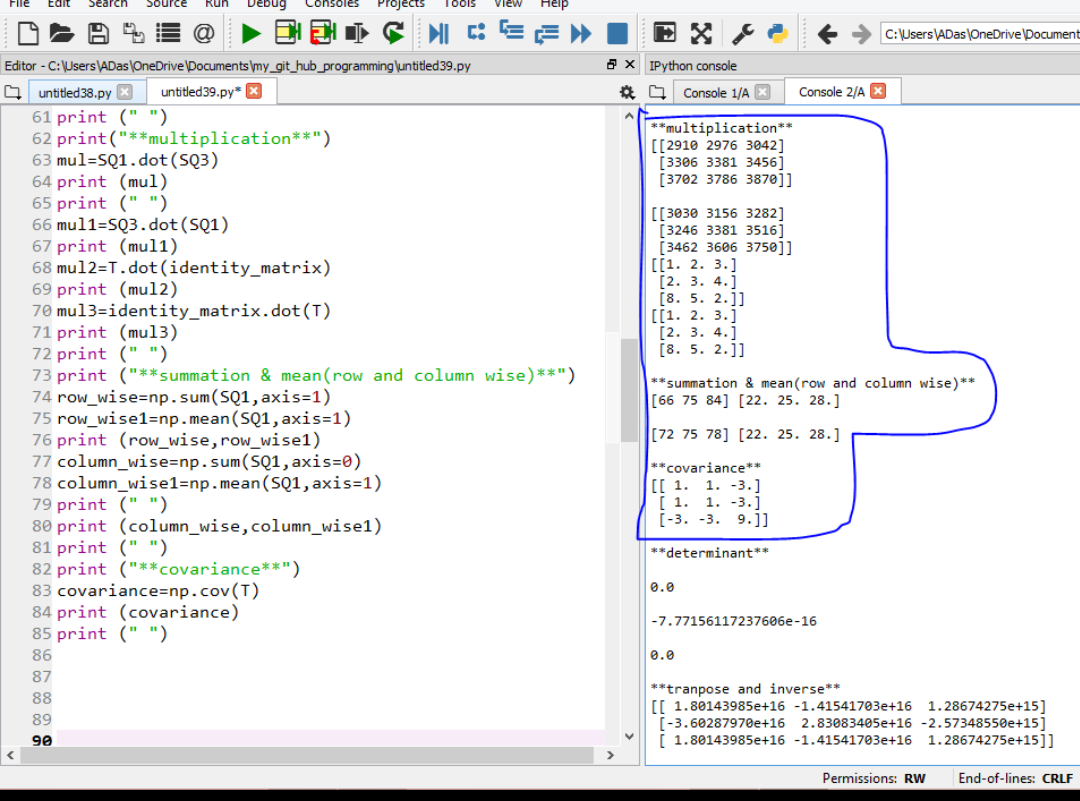 File Edit Search Source Run Debug Consoles Projects Tools View Help
C:\Users\ADas\OneDrive\Document
Editor - C:\Users\ADas\OneDrive\Documents\my_git_hub_programming\untitled39.py
untitled38.py
untitled39.py*
61 print (" ")
62 print("**multiplication**")
63 mul=SQ1.dot(SQ3)
64 print (mul)
65 print (" ")
66 mul1=SQ3.dot(SQ1)
67 print (mul1)
68 mul2=T.dot(identity_matrix)
69 print (mul2)
70 mul3=identity_matrix.dot(T)
71 print (mul3)
72 print (" ")
73 print ("**summation & mean(row and column wise)**")
74 row_wise=np.sum(SQ1,axis=1)
75 row_wise1=np.mean(SQ1,axis=1)
76 print (row_wise,row_wise1)
77 column_wise=np.sum(SQ1,axis=0)
78 column_wise1=np.mean(SQ1,axis=1)
79 print (" ")
80 print (column_wise,column_wise1)
81 print (" ")
82 print ("**covariance**")
83 covariance=np.cov(T)
84 print (covariance)
85 print (" ")
86
87
88
89
90
IPython console
Console 1/A
Console 2/A
**multiplication**
[[2910 2976 3042]
[3306 3381 3456]
[3702 3786 3870]]
[[3030 3156 3282]
[3246 3381 3516]
[3462 3606 3750]]
[[1. 2. 3.]
[2. 3. 4.]
[8. 5. 2.]]
[[1. 2. 3.]
[2. 3. 4.]
[8. 5. 2.]]
**summation & mean(row and column wise)**
[66 75 84] [22. 25. 28.]
[72 75 78] [22. 25. 28.]
**covariance**
[[ 1.  1. -3.]
[ 1.  1. -3.]
[-3. -3.  9.]]
**determinant**
0.0
-7.77156117237606e-16
0.0
**tranpose and inverse**
[[ 1.80143985e+16 -1.41541703e+16  1.28674275e+15]
[-3.60287970e+16  2.83083405e+16 -2.57348550e+15]
[ 1.80143985e+16 -1.41541703e+16  1.28674275e+15]]
Permissions: RW End-of-lines: CRLF